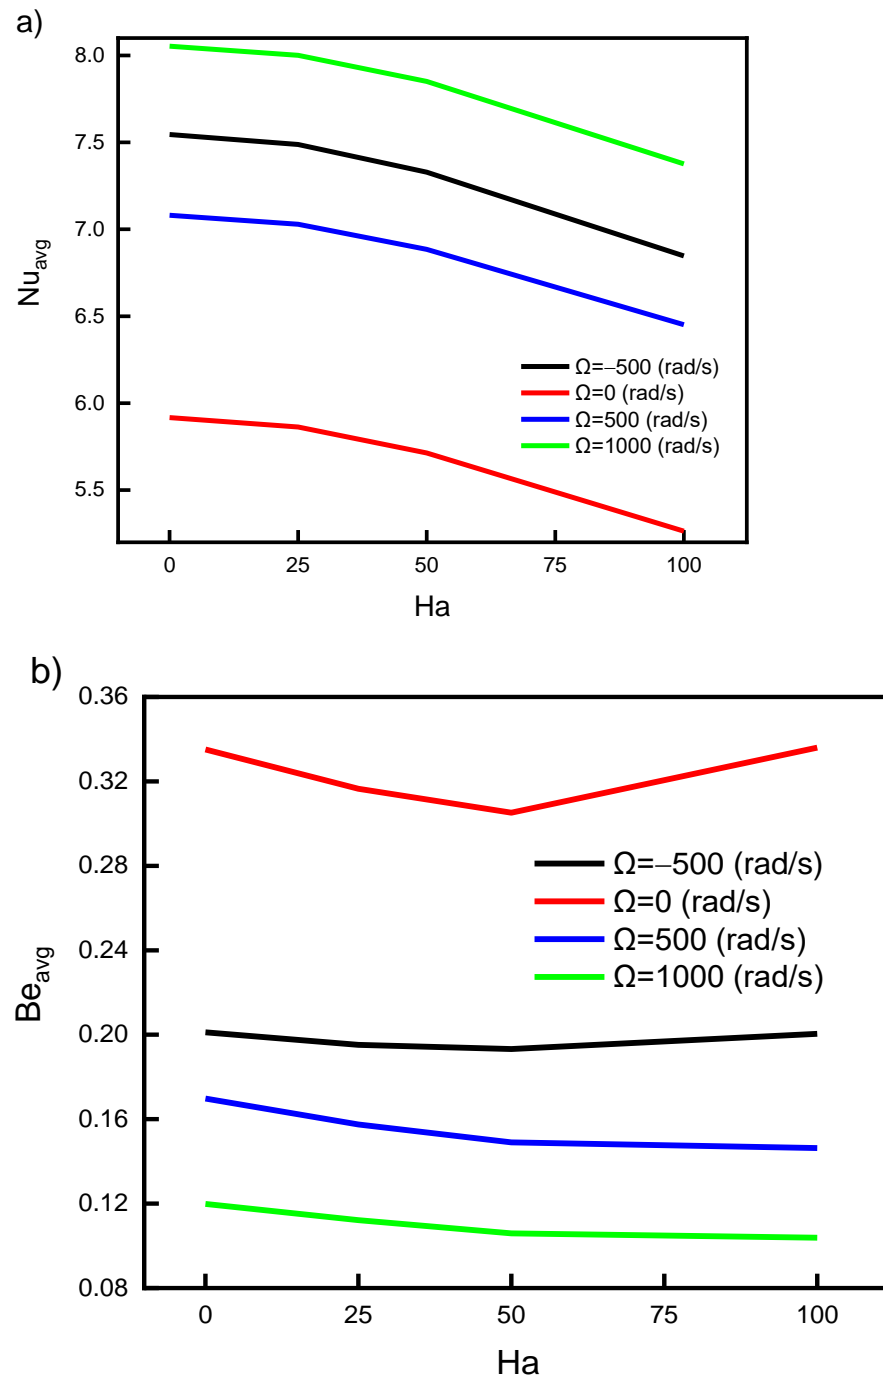 a)
8.0
7.5
7.0
6.5
6.0
5.5
Nuavg
Ω=−500 (rad/s)
Ω=0 (rad/s)
Ω=500 (rad/s)
Ω=1000 (rad/s)
0 25 50 75 100
Ha
b)
0.36
0.32
0.28
0.24
0.20
0.16
0.12
0.08
Beavg
Ω=−500 (rad/s)
Ω=0 (rad/s)
Ω=500 (rad/s)
Ω=1000 (rad/s)
0 25 50 75 100
Ha